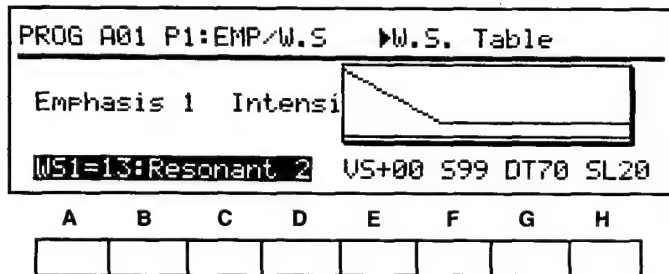 PROG A01 P1:EMP/W.S ▶W.S. Table
Emphasis 1 Intensi
WS1=13:Resonant 2 VS+00 S99 DT70 SL20
A B C D E F G H